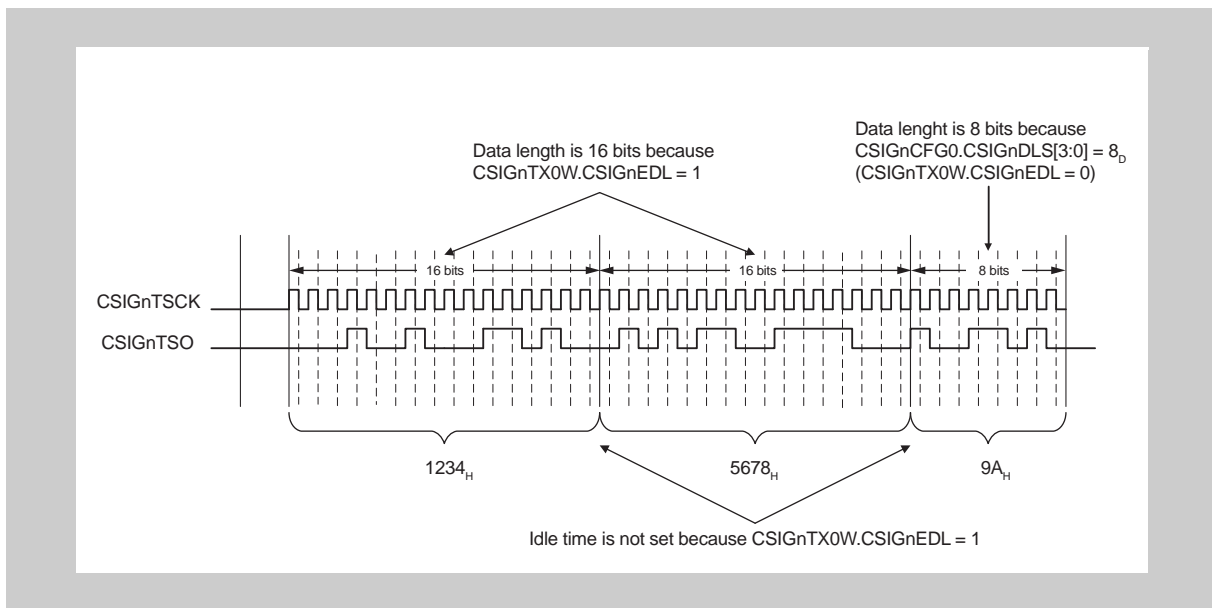 Data length is 16 bits because
CSIGnTX0W.CSIGnEDL = 1
Data lenght is 8 bits because
CSIGnCFG0.CSIGnDLS[3:0] = 8D
(CSIGnTX0W.CSIGnEDL = 0)
16 bits
16 bits
8 bits
CSIGnTSCK
CSIGnTSO
1234H
5678H
9AH
Idle time is not set because CSIGnTX0W.CSIGnEDL = 1